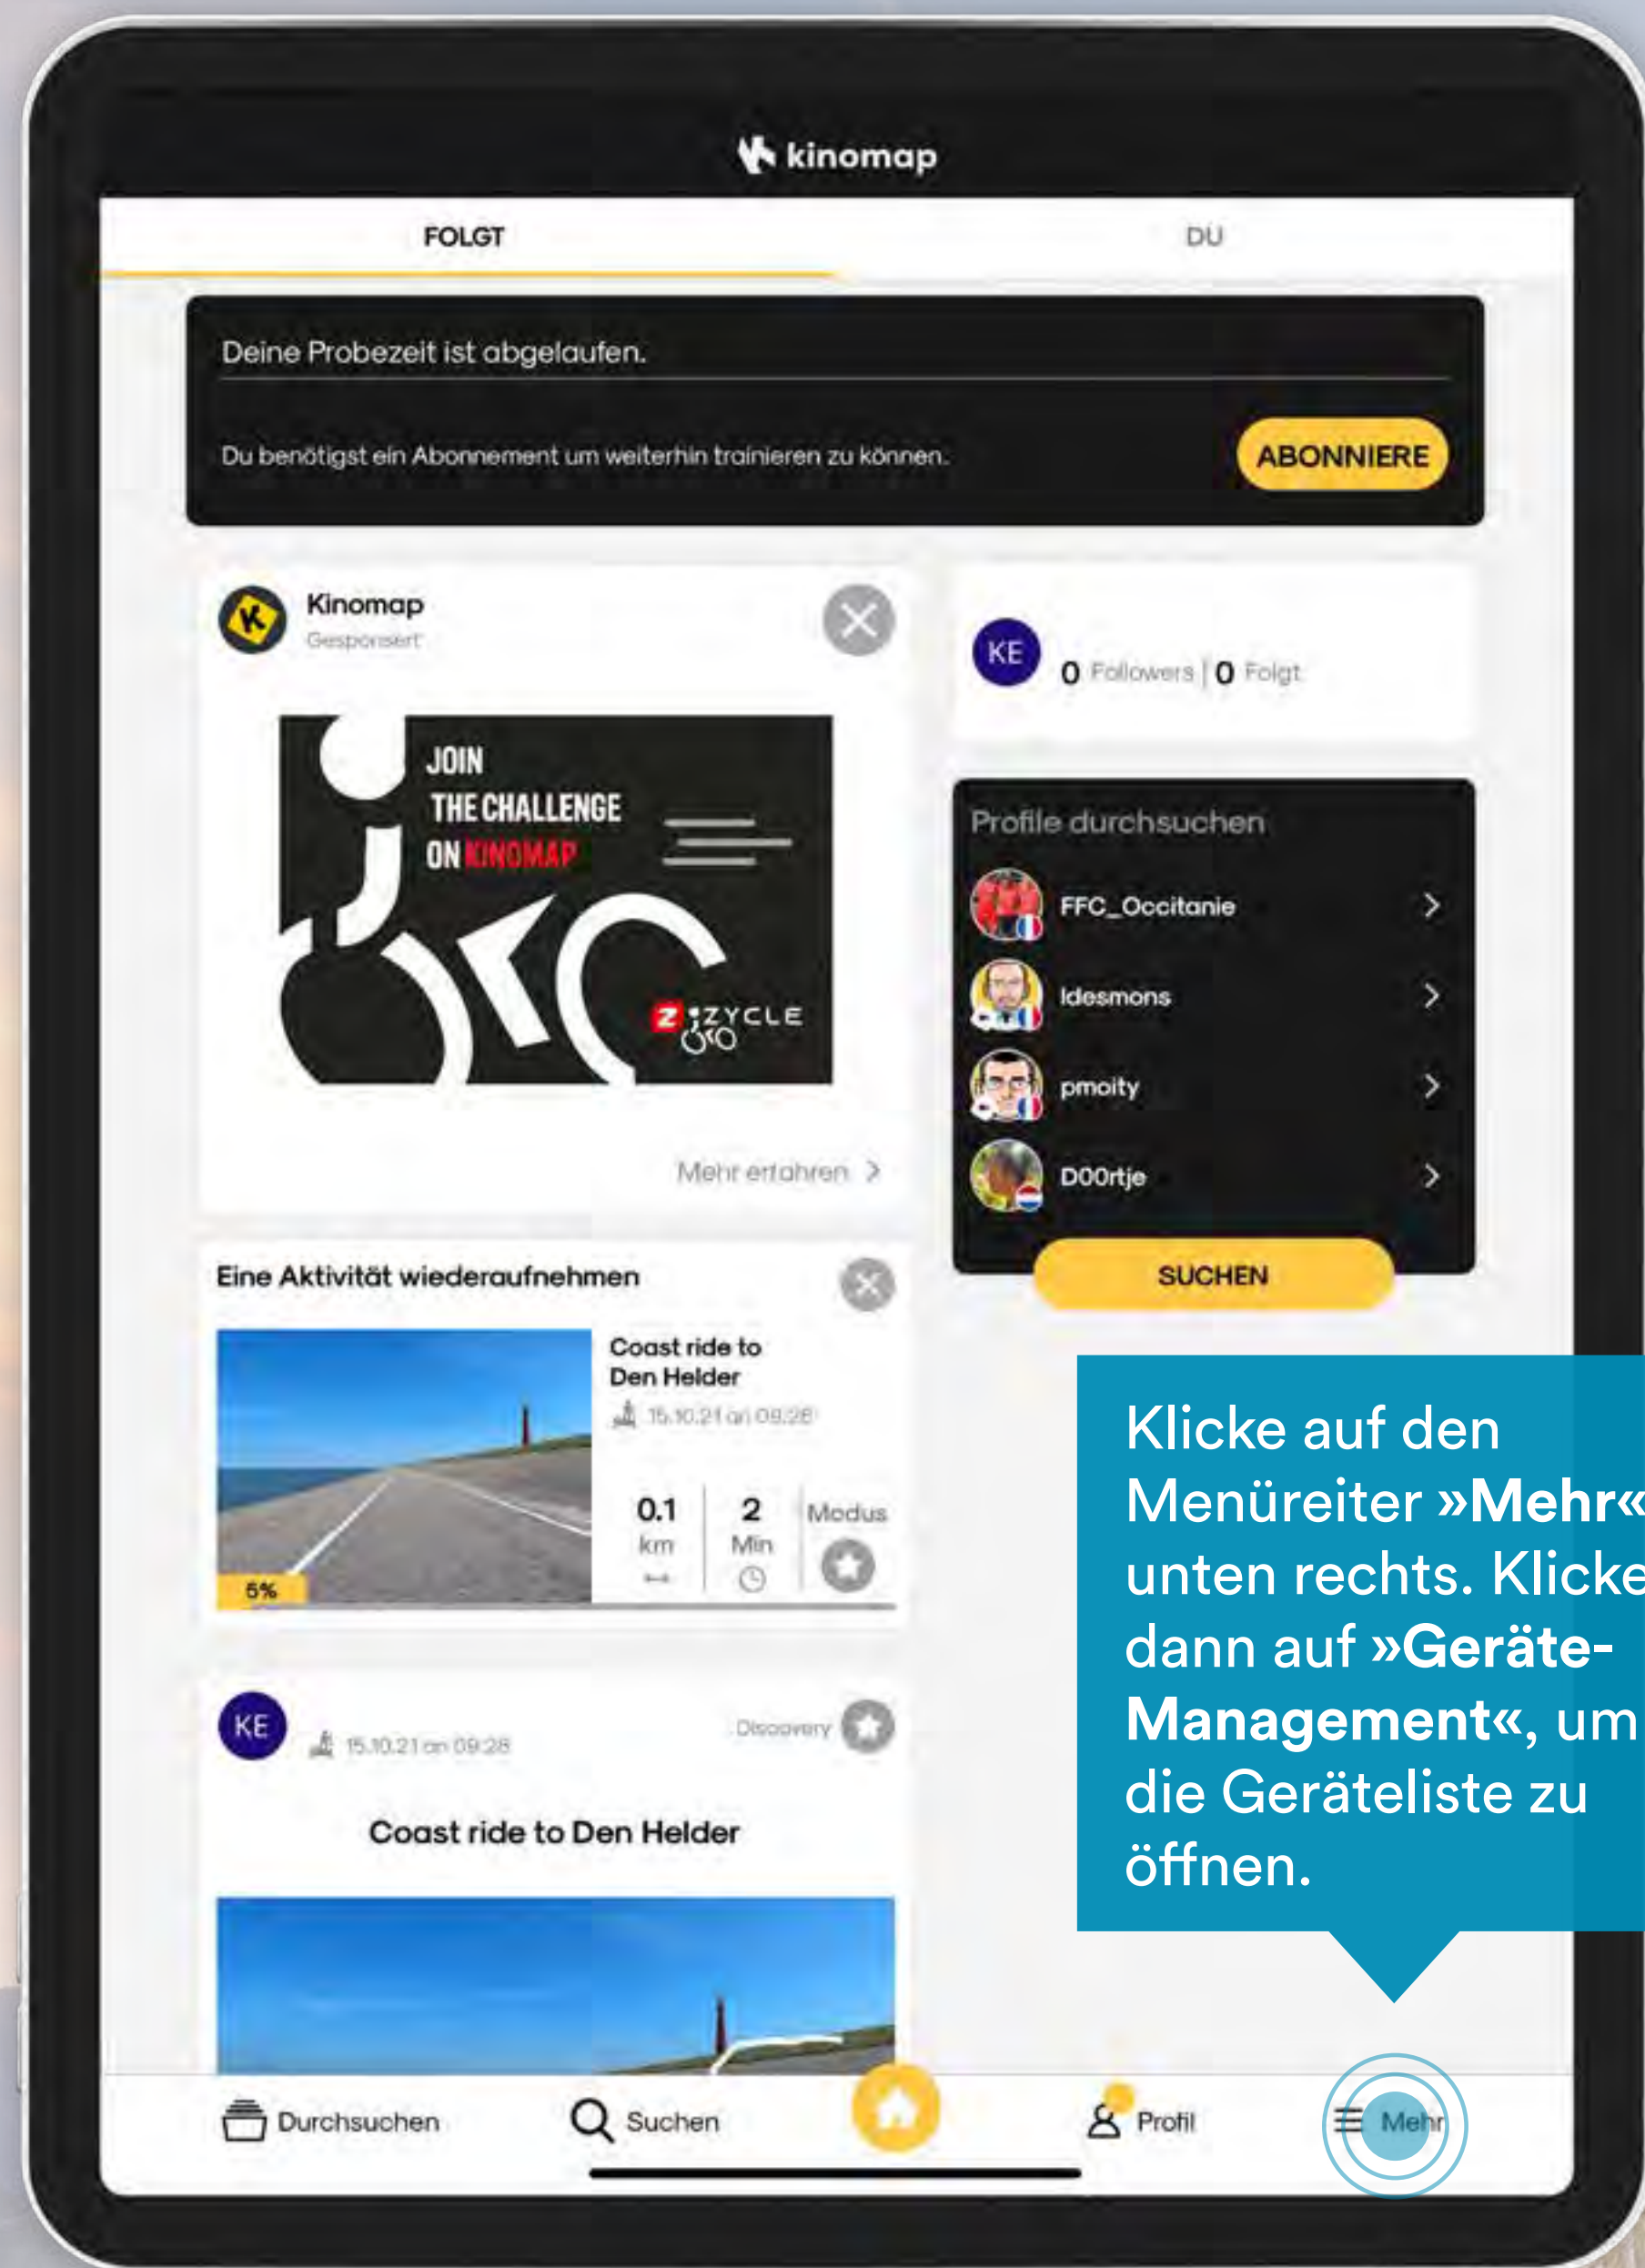 kinomap
FOLGT
DU
Deine Probezeit ist abgelaufen.
Du benötigst ein Abonnement um weiterhin trainieren zu können.
ABONNIERE
K
Kinomap
Gesponsert
JOIN
THE CHALLENGE
ON KINOMAP
Z ZYCLE
Mehr erfahren >
KE
0 Followers | 0 Folgt
Profile durchsuchen
FFC_Occitanie
ldesmons
pmoity
D00rtje
SUCHEN
Eine Aktivität wiederaufnehmen
Coast ride to
Den Helder
15.10.21 an 09:28
0.1 2 Modus
km Min
5%
KE
15.10.21 an 09:28
Discovery
Coast ride to Den Helder
Klicke auf den
Menüreiter »Mehr«
unten rechts. Klicke
dann auf »Geräte-
Management«, um
die Geräteliste zu
öffnen.
Durchsuchen
Suchen
Profil
Mehr